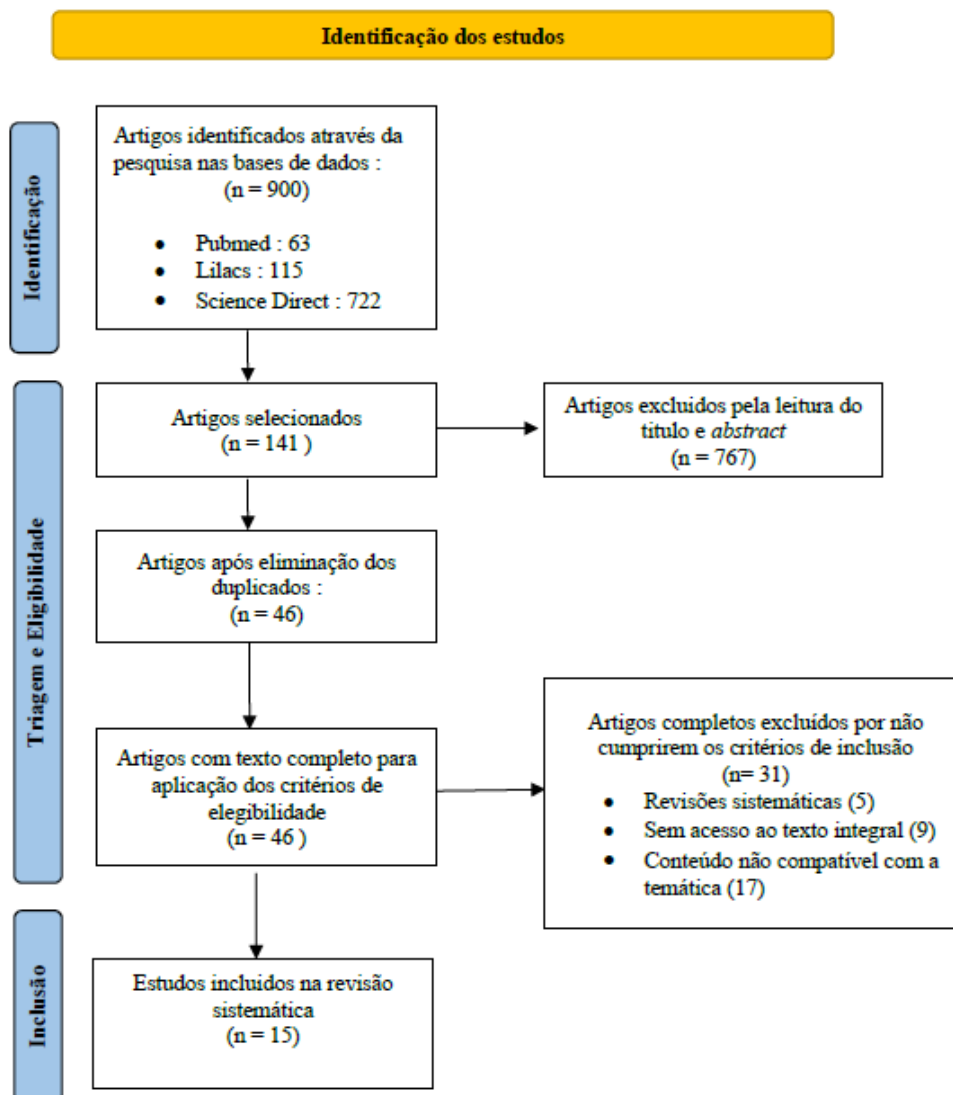 Identificação dos estudos
Identificação
Artigos identificados através da
pesquisa nas bases de dados :
(n = 900)
• Pubmed : 63
• Lilacs : 115
• Science Direct : 722
Triagem e Eligibilidade
Artigos selecionados
(n = 141 )
Artigos excluidos pela leitura do
titulo e abstract
(n = 767)
Artigos após eliminação dos
duplicados :
(n = 46)
Artigos com texto completo para
aplicação dos critérios de
elegibilidade
(n = 46 )
Artigos completos excluídos por não
cumprirem os critérios de inclusão
(n= 31)
• Revisões sistemáticas (5)
• Sem acesso ao texto integral (9)
• Conteúdo não compatível com a
temática (17)
Inclusão
Estudos incluidos na revisão
sistemática
(n = 15)